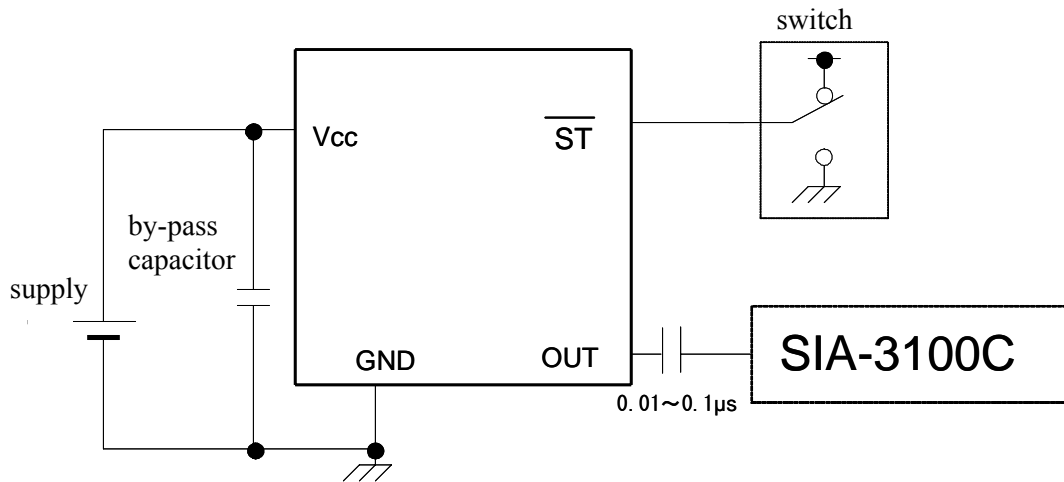 switch
Vcc
ST
by-pass
capacitor
supply
GND
OUT
SIA-3100C
0.01～0.1μs